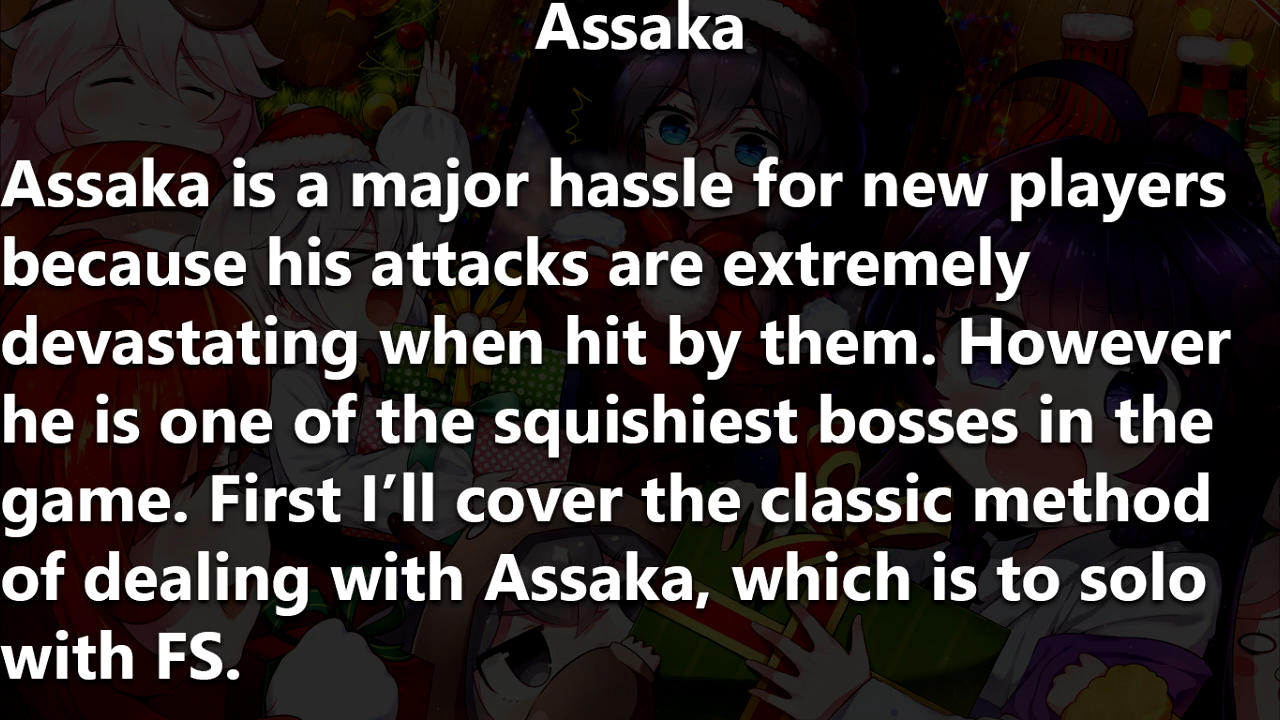 Assaka
Assaka is a major hassle for new players
because his attacks are extremely
devastating when hit by them. However
he is one of the squishiest bosses in the
game. First I’ll cover the classic method
of dealing with Assaka, which is to solo
with FS.